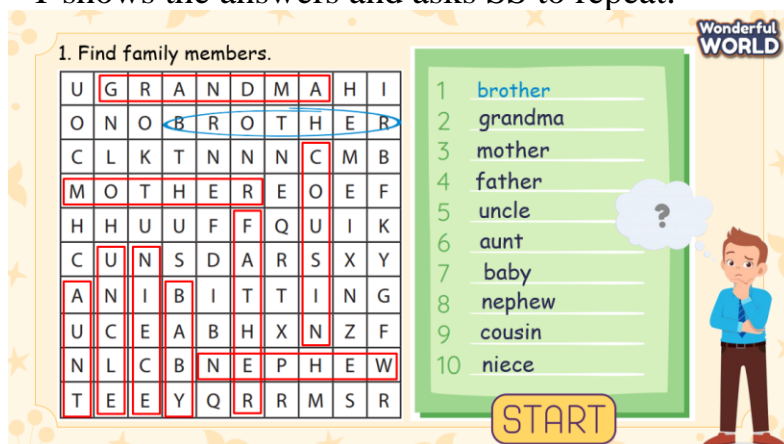 T shows the answers and asks SS to repeat.
Wonderful
WORLD
1. Find family members.
U G R A N D M A H I
O N O B R O T H E R
C L K T N N N C M B
M O T H E R E O E F
H H U U F F Q U I K
C U N S D A R S X Y
A N I B I T T I N G
U C E A B H X N Z F
N L C B N E P H E W
T E E Y Q R R M S R
1 brother
2 grandma
3 mother
4 father
5 uncle
6 aunt
7 baby
8 nephew
9 cousin
10 niece
?
START